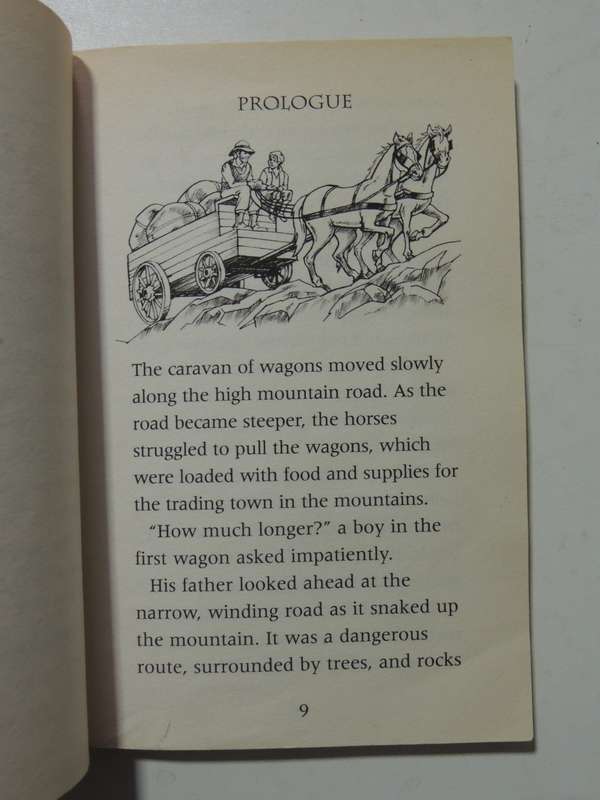 PROLOGUE
The caravan of wagons moved slowly
along the high mountain road. As the
road became steeper, the horses
struggled to pull the wagons, which
were loaded with food and supplies for
the trading town in the mountains.
“How much longer?” a boy in the
first wagon asked impatiently.
His father looked ahead at the
narrow, winding road as it snaked up
the mountain. It was a dangerous
route, surrounded by trees, and rocks
9